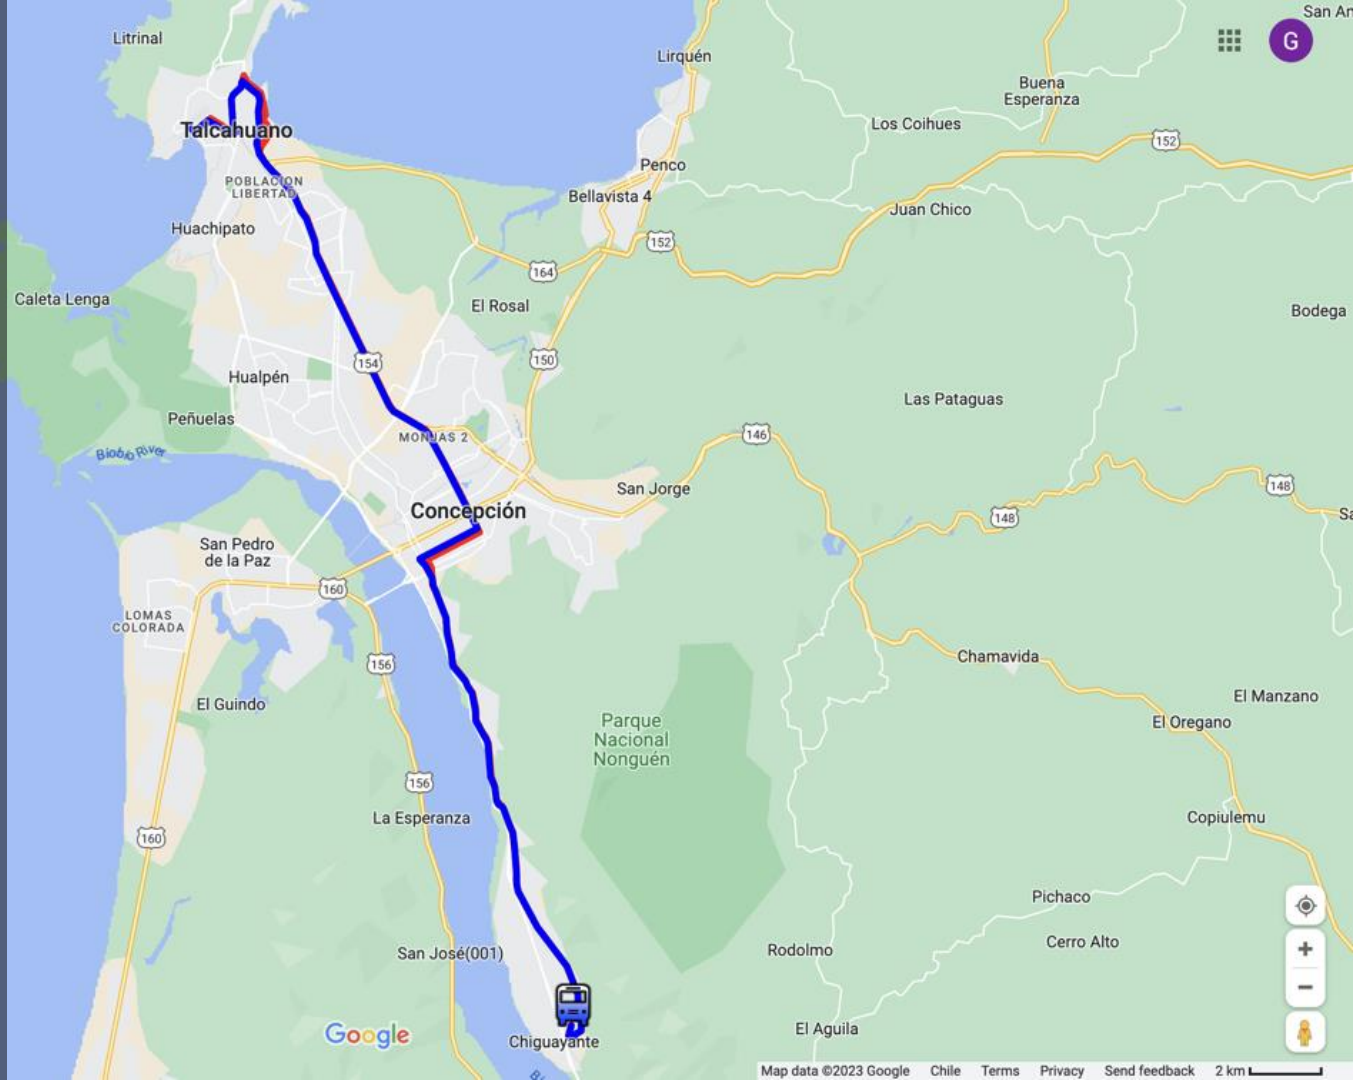 San An
Litrinal
G
Lirquén
Buena
Esperanza
Los Coihues
Talcahuano
152
Penco
POBLACION
LIBERTAD
Bellavista 4
Juan Chico
Huachipato
152
164
Caleta Lenga
El Rosal
Bodega
150
154
Hualpén
Las Pataguas
Peñuelas
MONJAS 2
146
Biobío River
San Jorge
148
Concepción
148
Sa
San Pedro
de la Paz
160
LOMAS
COLORADA
156
Chamavida
El Guindo
El Manzano
Parque
Nacional
Nonguén
El Oregano
156
La Esperanza
Copiulemu
160
Pichaco
San José(001)
Rodolmo
Cerro Alto
Google
Chiguayante
El Aguila
Map data ©2023 Google Chile Terms Privacy Send feedback 2 km